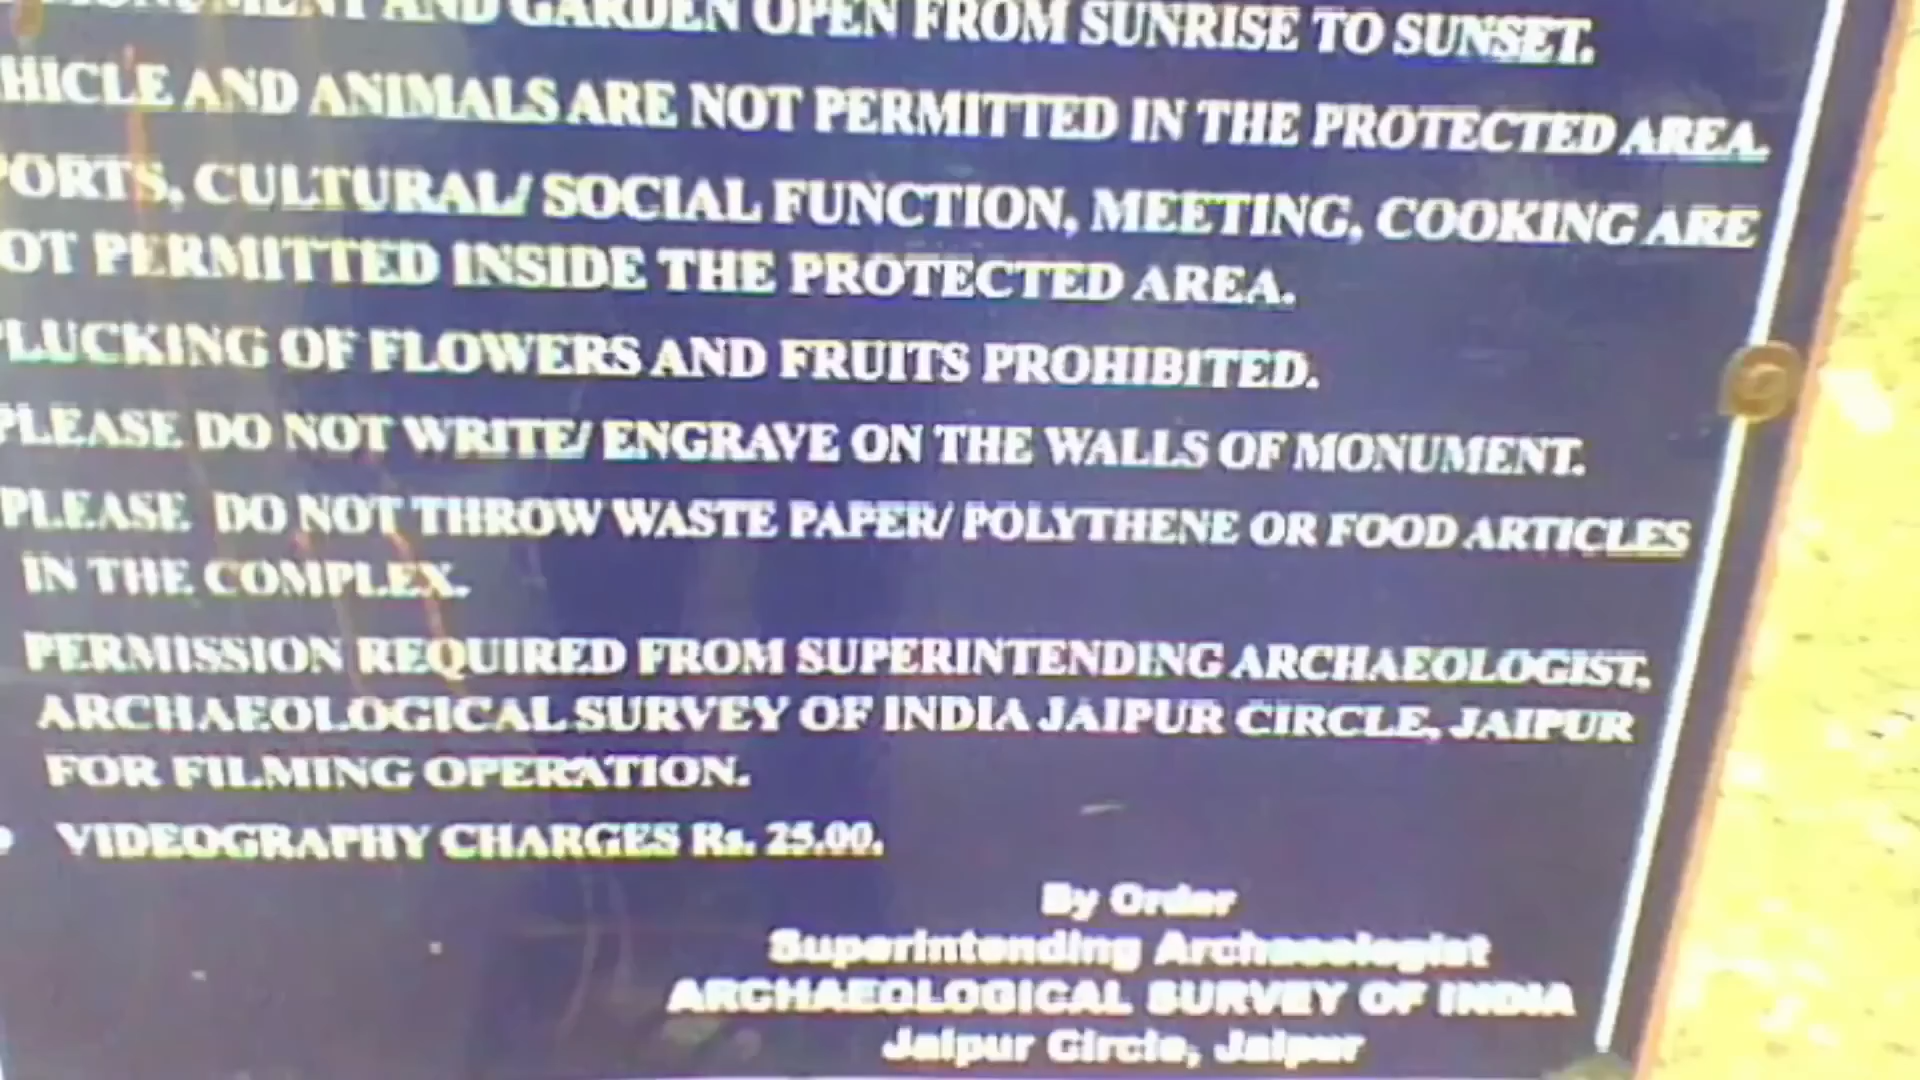 MONUMENT AND GARDEN OPEN FROM SUNRISE TO SUNSET.
HICLE AND ANIMALS ARE NOT PERMITTED IN THE PROTECTED AREA.
PORTS, CULTURAL/ SOCIAL FUNCTION, MEETING, COOKING ARE
OT PERMITTED INSIDE THE PROTECTED AREA.
PLUCKING OF FLOWERS AND FRUITS PROHIBITED.
PLEASE DO NOT WRITE/ ENGRAVE ON THE WALLS OF MONUMENT.
PLEASE DO NOT THROW WASTE PAPER/ POLYTHENE OR FOOD ARTICLES
IN THE COMPLEX.
PERMISSION REQUIRED FROM SUPERINTENDING ARCHAEOLOGIST,
ARCHAEOLOGICAL SURVEY OF INDIA JAIPUR CIRCLE, JAIPUR
FOR FILMING OPERATION.
• VIDEOGRAPHY CHARGES Rs. 25.00.
By Order
Superintending Archaeologist
ARCHAEOLOGICAL SURVEY OF INDIA
Jaipur Circle, Jaipur